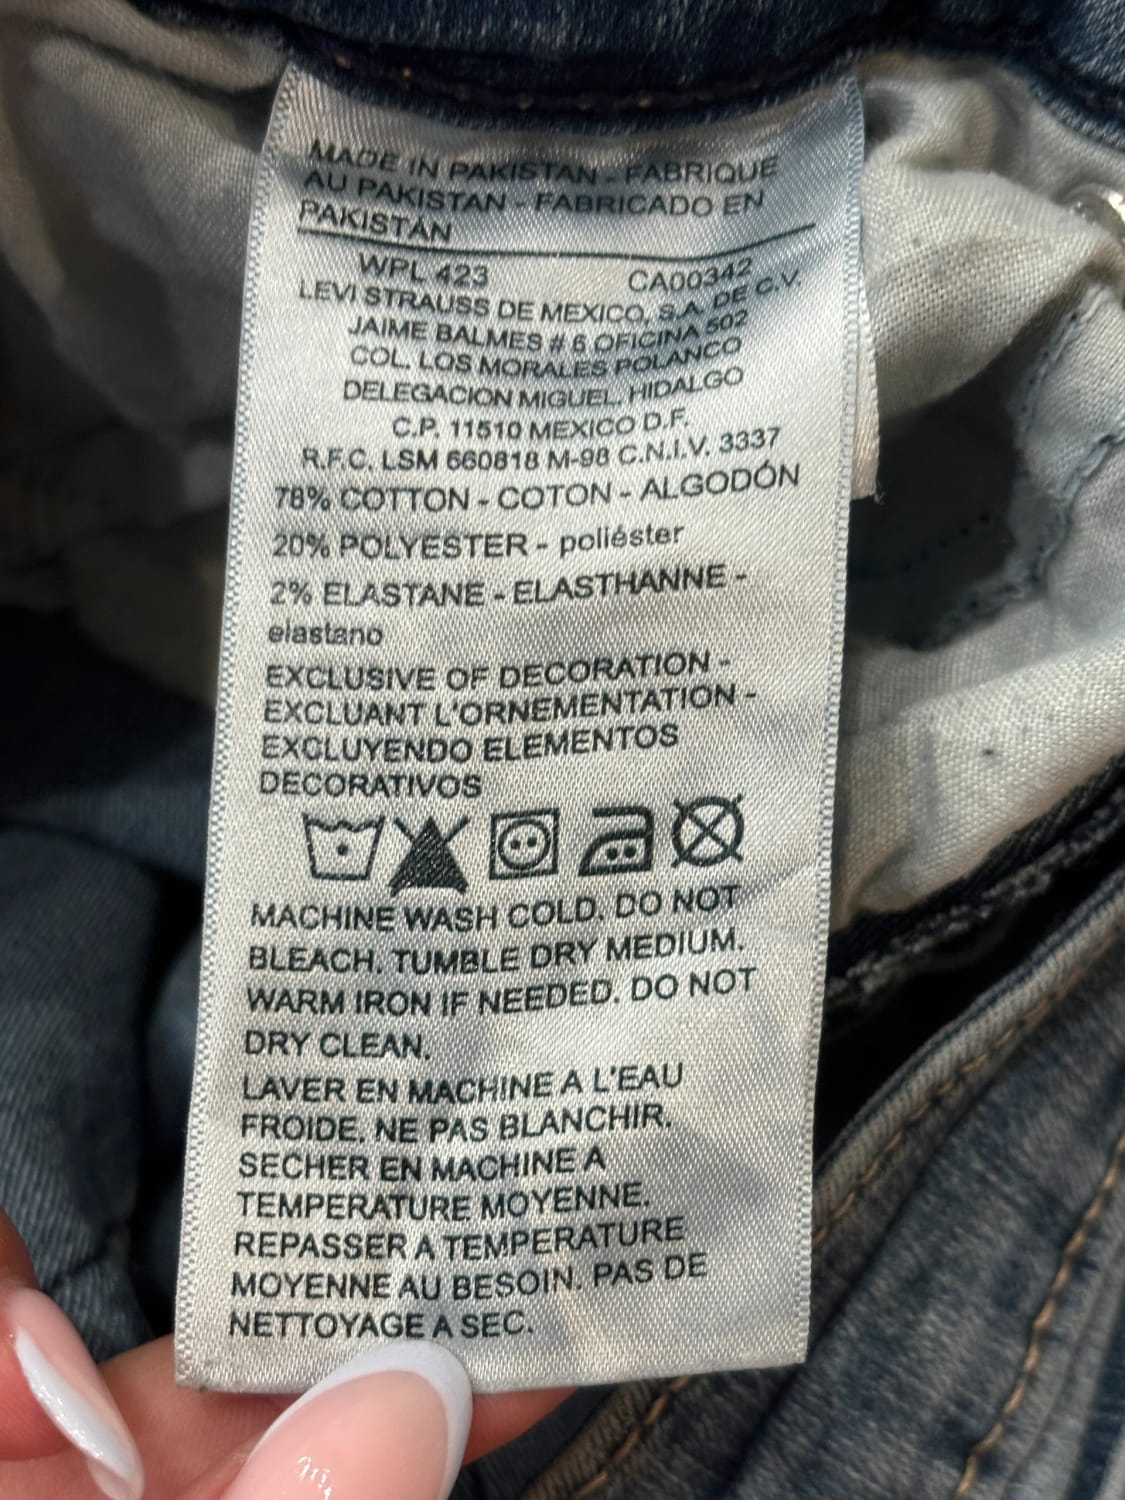 MADE IN PAKISTAN - FABRIQUE
AU PAKISTAN - FABRICADO EN
PAKISTÁN
WPL 423 CA00342
LEVI STRAUSS DE MEXICO, S.A. DE C.V.
JAIME BALMES # 6 OFICINA 502
COL. LOS MORALES POLANCO
DELEGACION MIGUEL HIDALGO
C.P. 11510 MEXICO D.F.
R.F.C. LSM 660818 M-98 C.N.I.V. 3337
78% COTTON - COTON - ALGODÓN
20% POLYESTER - poliéster
2% ELASTANE - ELASTHANNE -
elastano
EXCLUSIVE OF DECORATION -
EXCLUANT L'ORNEMENTATION -
EXCLUYENDO ELEMENTOS
DECORATIVOS
MACHINE WASH COLD. DO NOT
BLEACH. TUMBLE DRY MEDIUM.
WARM IRON IF NEEDED. DO NOT
DRY CLEAN.
LAVER EN MACHINE A L'EAU
FROIDE. NE PAS BLANCHIR.
SECHER EN MACHINE A
TEMPERATURE MOYENNE.
REPASSER A TEMPERATURE
MOYENNE AU BESOIN. PAS DE
NETTOYAGE A SEC.